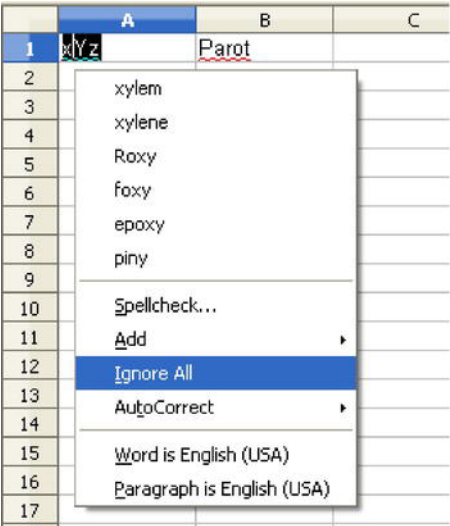 A B C
1 xYz Parot
2
xylem
3
xylene
4
5 Roxy
6 foxy
7 epoxy
8 piny
9
10 Spellcheck...
11 Add
12 Ignore All
13 AutoCorrect
14
15 Word is English (USA)
16 Paragraph is English (USA)
17